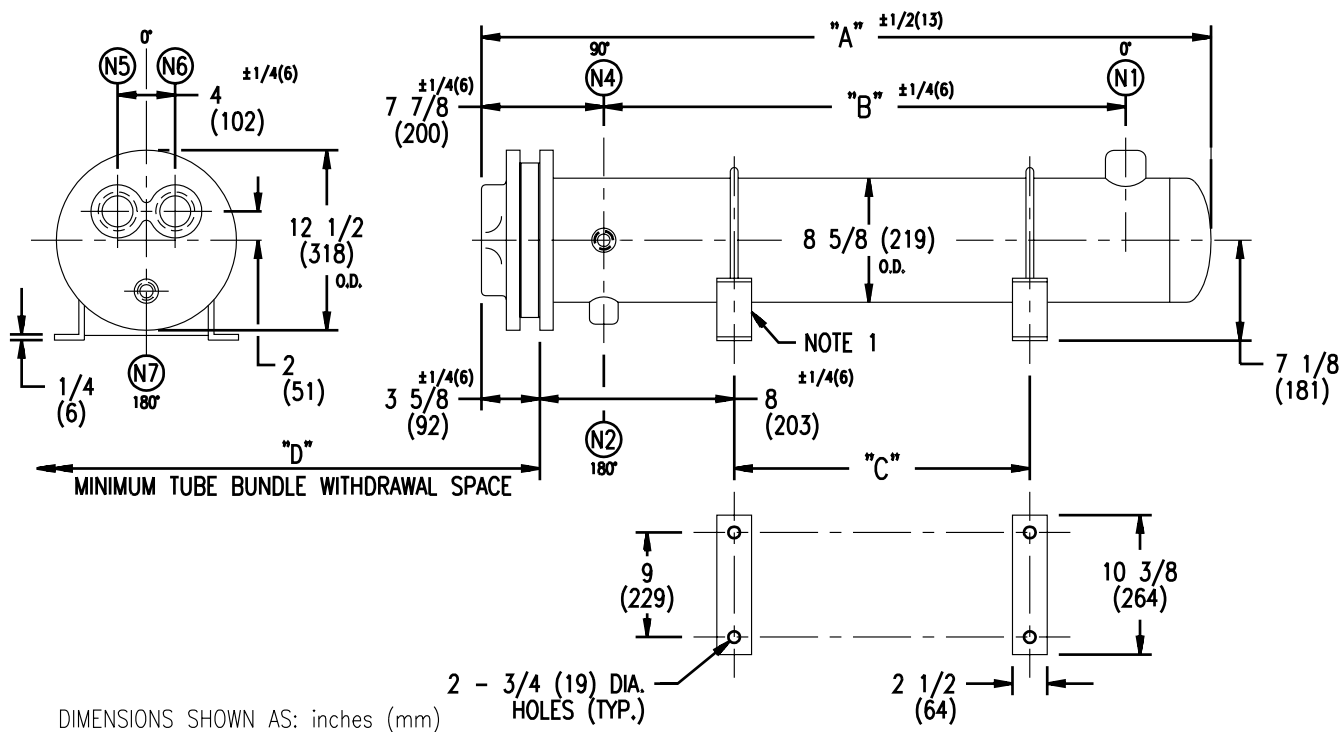 0°
N5 N6
±1/4(6)
4
(102)
12 1/2
(318)
O.D.
1/4
(6)
N7
180°
2
(51)
"A" ±1/2(13)
90°
N4
0°
N1
±1/4(6)
7 7/8
(200)
"B" ±1/4(6)
8 5/8 (219)
O.D.
NOTE 1
7 1/8
(181)
±1/4(6)
3 5/8
(92)
±1/4(6)
8
(203)
N2
180°
"D"
MINIMUM TUBE BUNDLE WITHDRAWAL SPACE
"C"
9
(229)
10 3/8
(264)
2 - 3/4 (19) DIA.
HOLES (TYP.)
2 1/2
(64)
DIMENSIONS SHOWN AS: inches (mm)